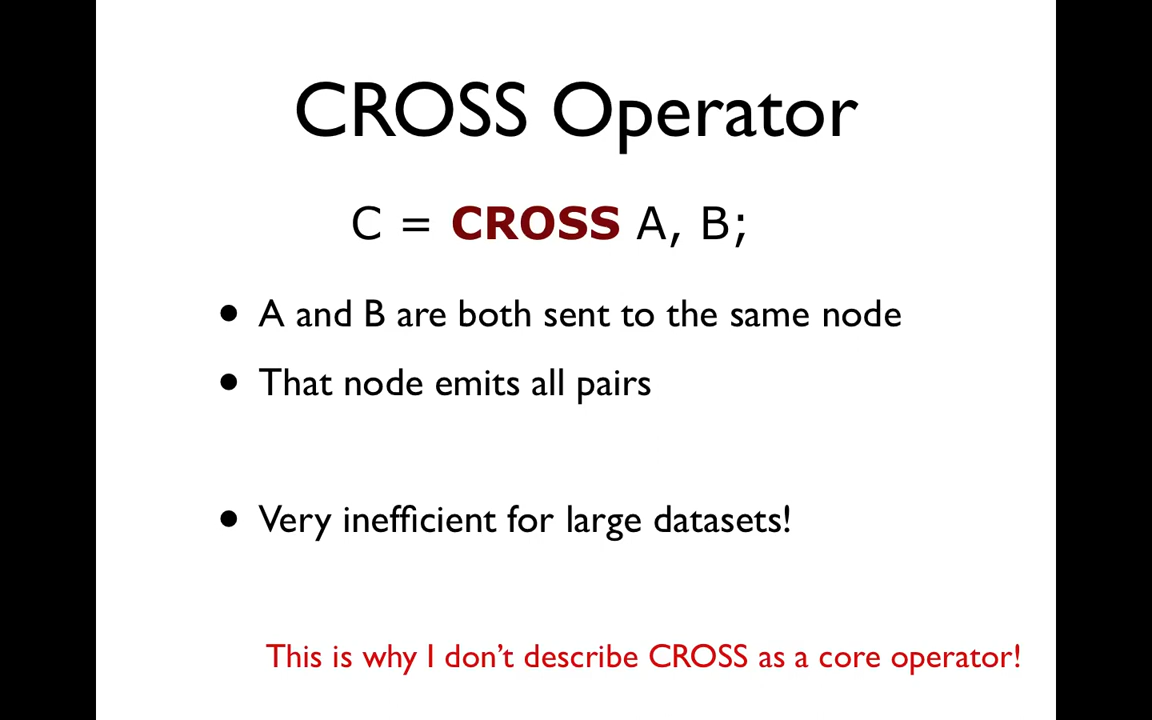 CROSS Operator
C = CROSS A, B;
• A and B are both sent to the same node
• That node emits all pairs
• Very inefficient for large datasets!
This is why I don't describe CROSS as a core operator!